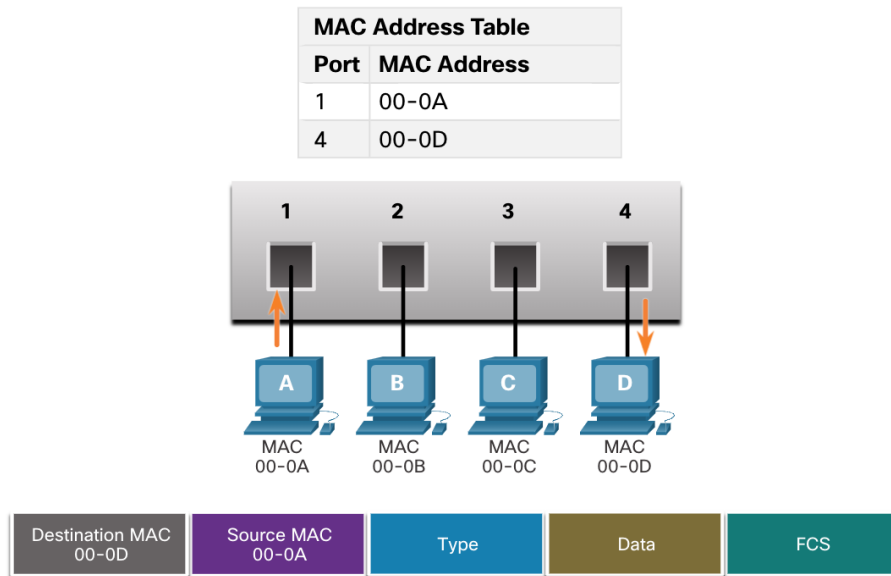 MAC Address Table
Port MAC Address
1 00-0A
4 00-0D
1 2 3 4
A B C D
MAC MAC MAC MAC
00-0A 00-0B 00-0C 00-0D
Destination MAC Source MAC Type Data FCS
00-0D 00-0A